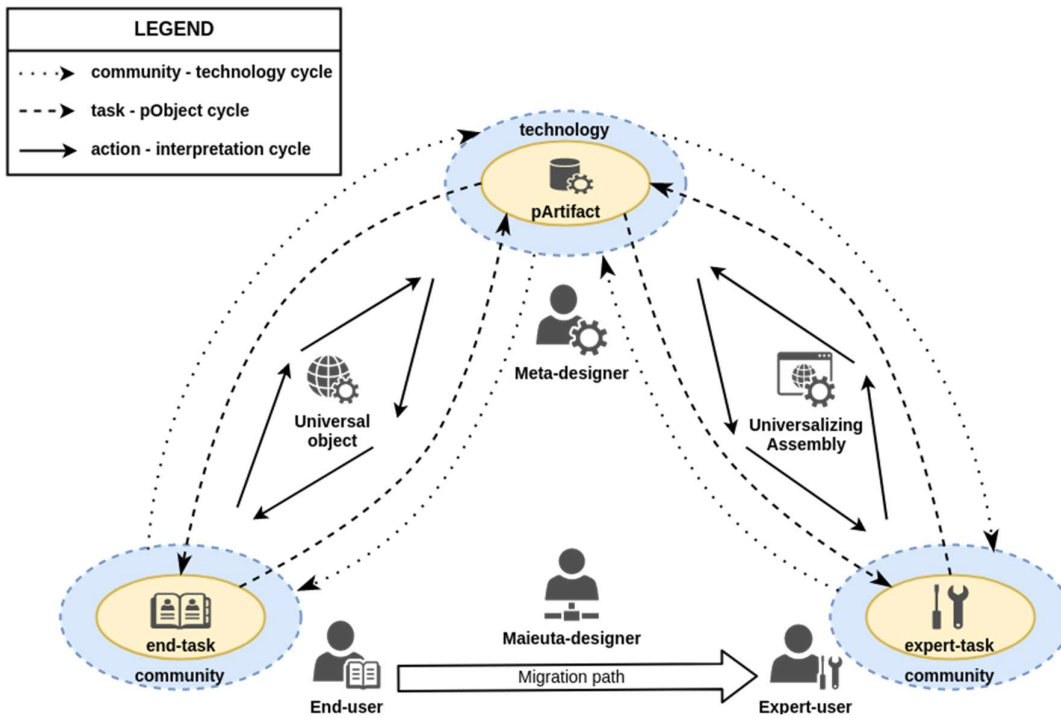 LEGEND
community - technology cycle
task - pObject cycle
action - interpretation cycle
technology
pArtifact
Meta-designer
Universal
object
Universalizing
Assembly
end-task
community
Maieuta-designer
expert-task
community
Migration path
End-user
Expert-user